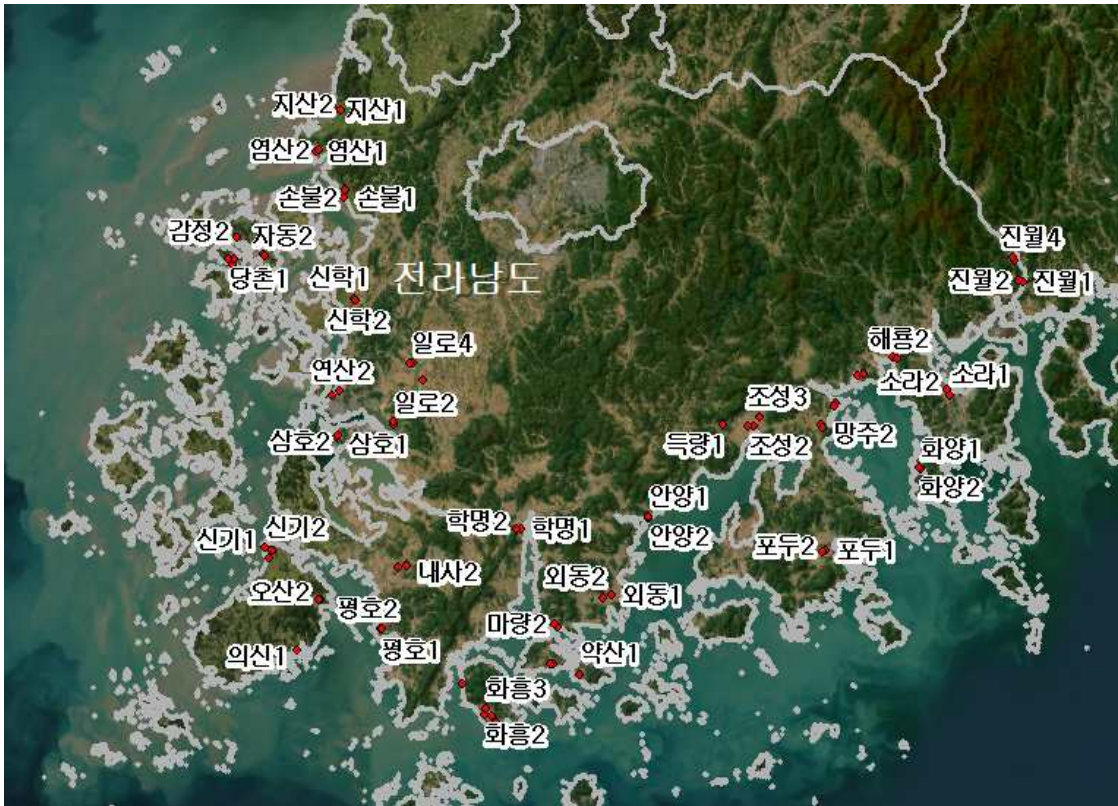 지산2 지산1
염산2 염산1
손불2 손불1
감정2 자동2
당촌1
신학1
전라남도
신학2
진월4
진월2 진월1
일로4
해룡2
연산2
소라2 소라1
일로2
조성3
삼호2 삼호1
득량1 조성2 망주2
화양1
화양2
안양1
안양2
학명2 학명1
신기1 신기2
포두2 포두1
내사2
외동2 외동1
오산2
평호2
마량2
평호1
의신1
약산1
화흥3
화흥2